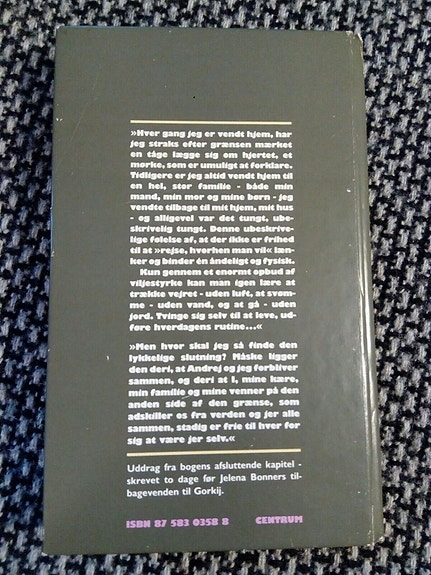 »Hver gang jeg er vendt hjem, har
jeg straks efter grænsen mærket
en tåge lægge sig om hjertet, et
mørke, som er umuligt at forklare.
Tidligere er jeg altid vendt hjem til
en hel, stor familie - både min
mand, min mor og mine børn - jeg
vendte tilbage til mit hjem, mit hus
- og alligevel var det tungt, ube-
skrivelig tungt. Denne ubeskrive-
lige følelse af, at der ikke er frihed
til at »rejse, hvorhen man vil« læn-
ker og binder én åndeligt og fysisk.
Kun gennem et enormt opbud af
viljestyrke kan man igen lære at
trække vejret - uden luft, at svøm-
me - uden vand, og at gå - uden
jord. Tvinge sig selv til at leve, ud-
føre hverdagens rutine...«
»Men hvor skal jeg så finde den
lykkelige slutning? Måske ligger
den deri, at Andrej og jeg forbliver
sammen, og deri at I, mine kære,
min familie og mine venner på den
anden side af den grænse, som
adskiller os fra verden og jer alle
sammen, stadig er frie til hver for
sig at være jer selv.«
Uddrag fra bogens afsluttende kapitel -
skrevet to dage før Jelena Bonners til-
bagevenden til Gorkij.
ISBN 87 583 0358 8 CENTRUM